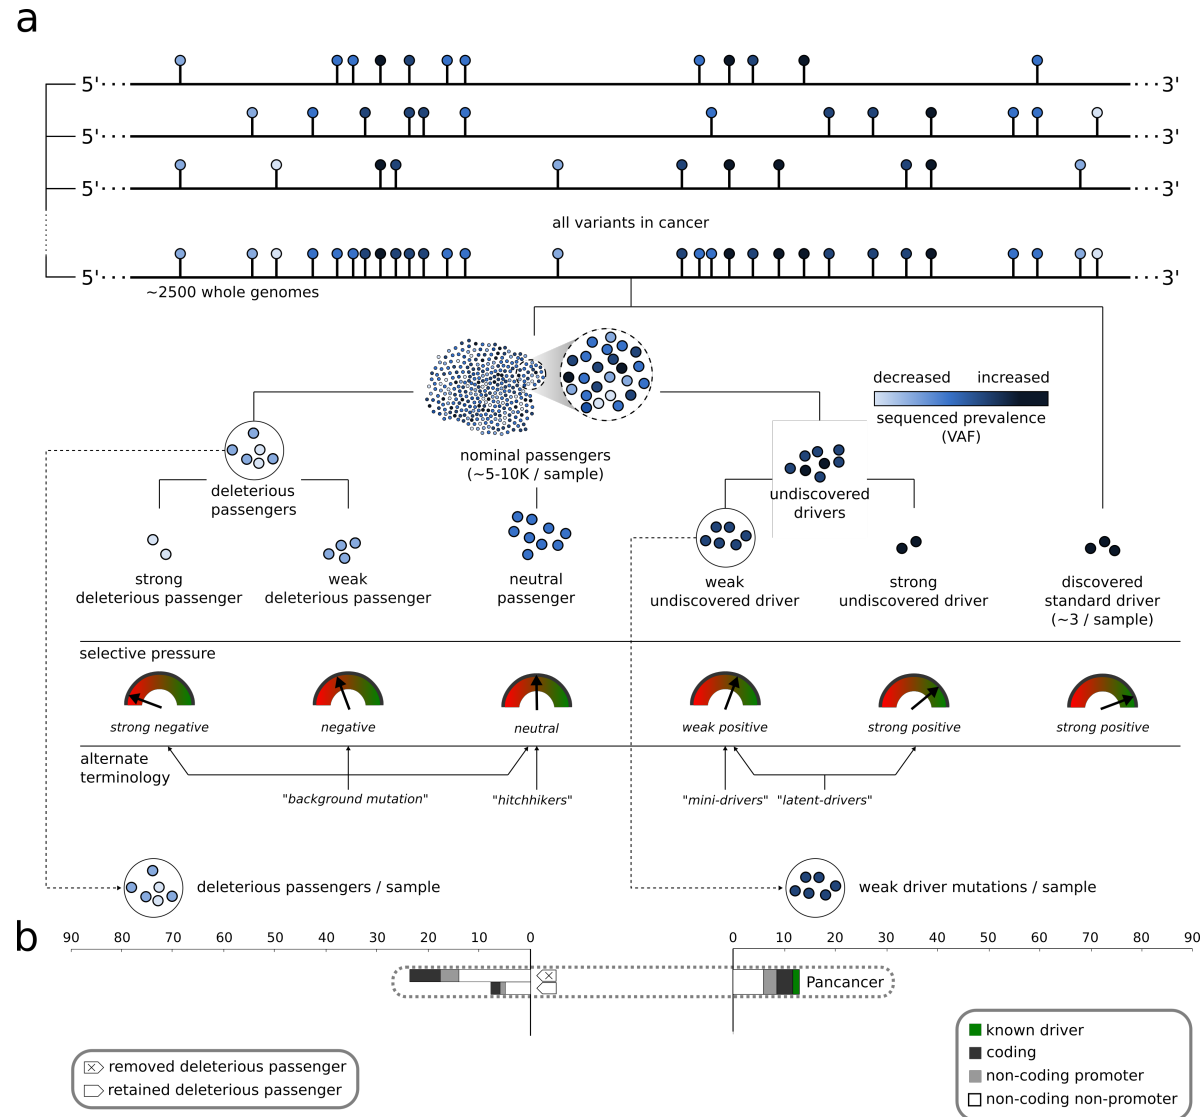 a
5'
3'
5'
3'
5'
3'
all variants in cancer
5'
3'
~2500 whole genomes
decreased increased
sequenced prevalence
(VAF)
nominal passengers
(~5-10K / sample)
deleterious
passengers
undiscovered
drivers
strong
deleterious passenger
weak
deleterious passenger
neutral
passenger
weak
undiscovered driver
strong
undiscovered driver
discovered
standard driver
(~3 / sample)
selective pressure
strong negative
negative
neutral
weak positive
strong positive
strong positive
alternate
terminology
"background mutation"
"hitchhikers"
"mini-drivers"
"latent-drivers"
deleterious passengers / sample
weak driver mutations / sample
b
90 80 70 60 50 40 30 20 10 0
0 10 20 30 40 50 60 70 80 90
Pancancer
removed deleterious passenger
retained deleterious passenger
known driver
coding
non-coding promoter
non-coding non-promoter